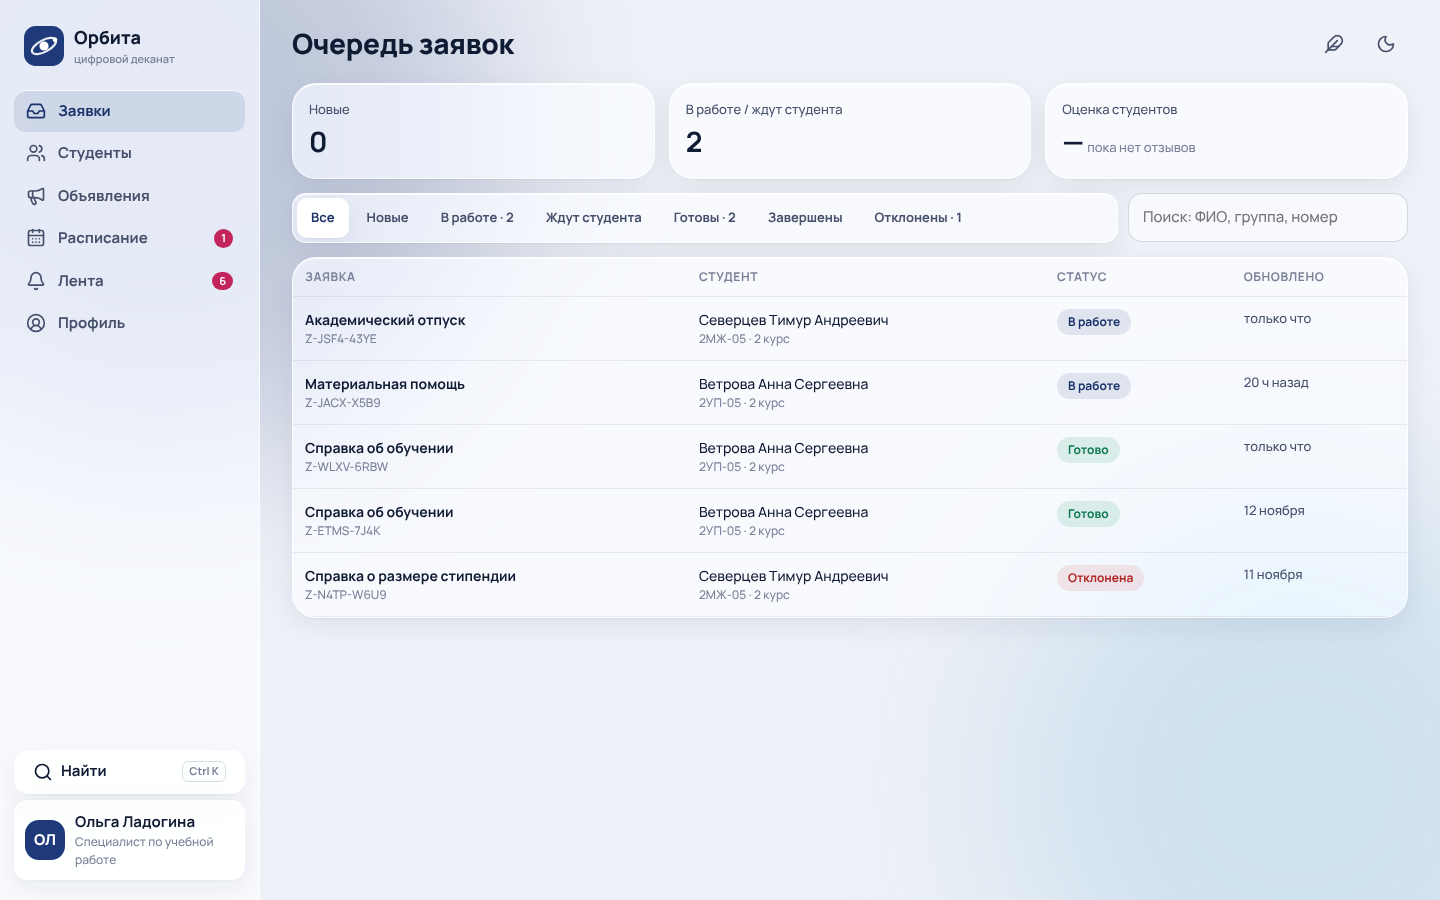 Орбита
цифровой деканат
Заявки
Студенты
Объявления
Расписание 1
Лента 6
Профиль
Найти Ctrl K
ОЛ
Ольга Ладогина
Специалист по учебной
работе
Очередь заявок
Новые
0
В работе / ждут студента
2
Оценка студентов
— пока нет отзывов
Все Новые В работе · 2 Ждут студента Готовы · 2 Завершены Отклонены · 1
Поиск: ФИО, группа, номер
ЗАЯВКА СТУДЕНТ СТАТУС ОБНОВЛЕНО
Академический отпуск Северцев Тимур Андреевич В работе только что
Z-JSF4-43YE 2МЖ-05 · 2 курс
Материальная помощь Ветрова Анна Сергеевна В работе 20 ч назад
Z-JACX-X5B9 2УП-05 · 2 курс
Справка об обучении Ветрова Анна Сергеевна Готово только что
Z-WLXV-6RBW 2УП-05 · 2 курс
Справка об обучении Ветрова Анна Сергеевна Готово 12 ноября
Z-ETMS-7J4K 2УП-05 · 2 курс
Справка о размере стипендии Северцев Тимур Андреевич Отклонена 11 ноября
Z-N4TP-W6U9 2МЖ-05 · 2 курс